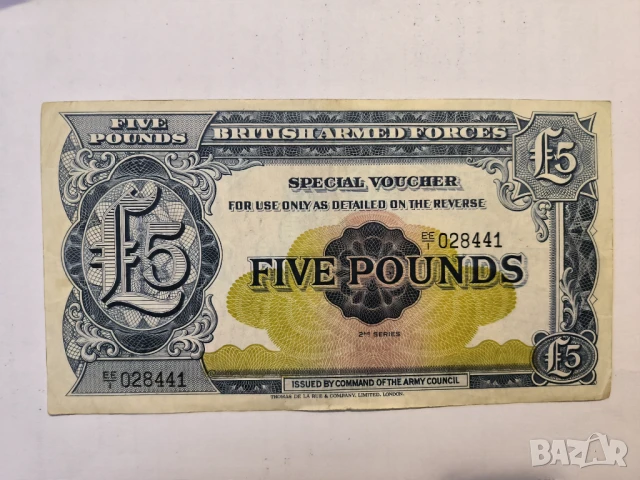 FIVE
POUNDS
BRITISH ARMED FORCES
£5
SPECIAL VOUCHER
FOR USE ONLY AS DETAILED ON THE REVERSE
EE/1 028441
£5
FIVE POUNDS
2ND SERIES
£5
EE/1 028441
ISSUED BY COMMAND OF THE ARMY COUNCIL
THOMAS DE LA RUE & COMPANY, LIMITED, LONDON.
BAZAR
bg